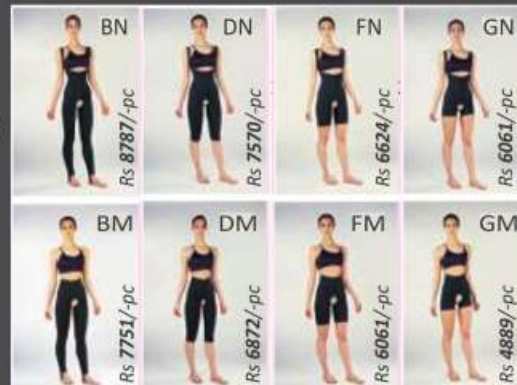 BN
Rs 8787/-pc
DN
Rs 7570/-pc
FN
Rs 6624/-pc
GN
Rs 6061/-pc
BM
Rs 7751/-pc
DM
Rs 6872/-pc
FM
Rs 6061/-pc
GM
Rs 4889/-pc